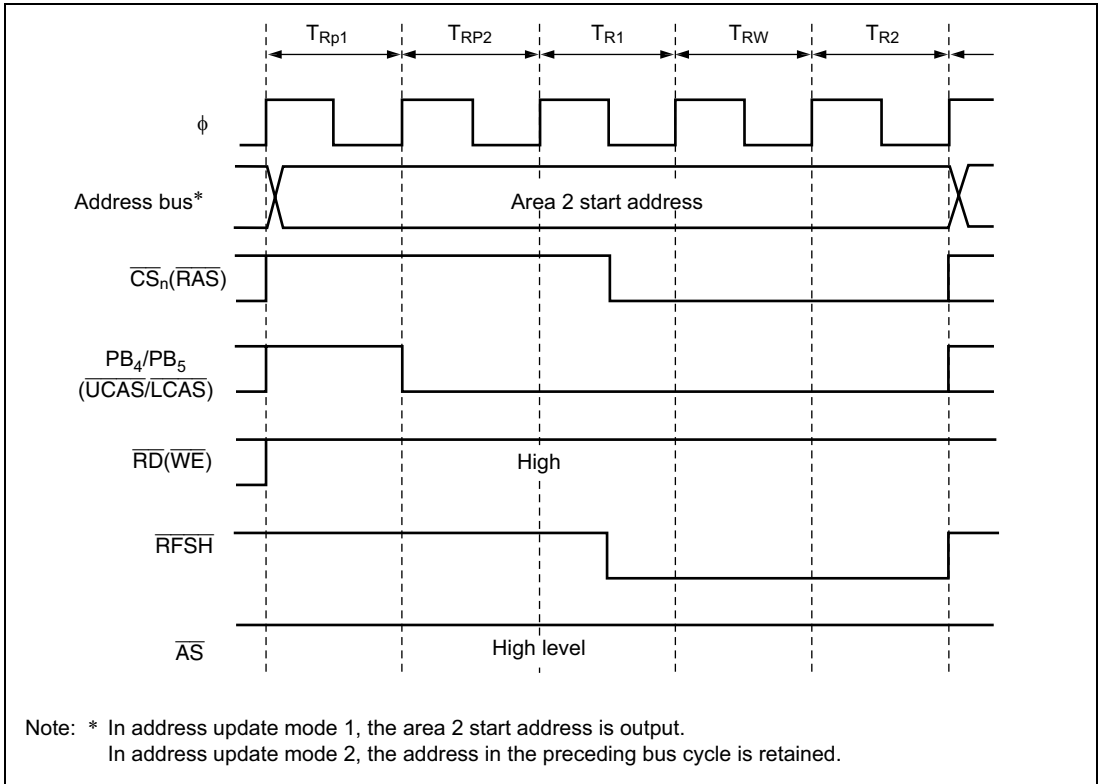 TRp1 TRP2 TR1 TRW TR2
ϕ
Address bus* Area 2 start address
CSn(RAS)
PB4/PB5
(UCAS/LCAS)
RD(WE) High
RFSH
AS High level
Note: * In address update mode 1, the area 2 start address is output.
In address update mode 2, the address in the preceding bus cycle is retained.